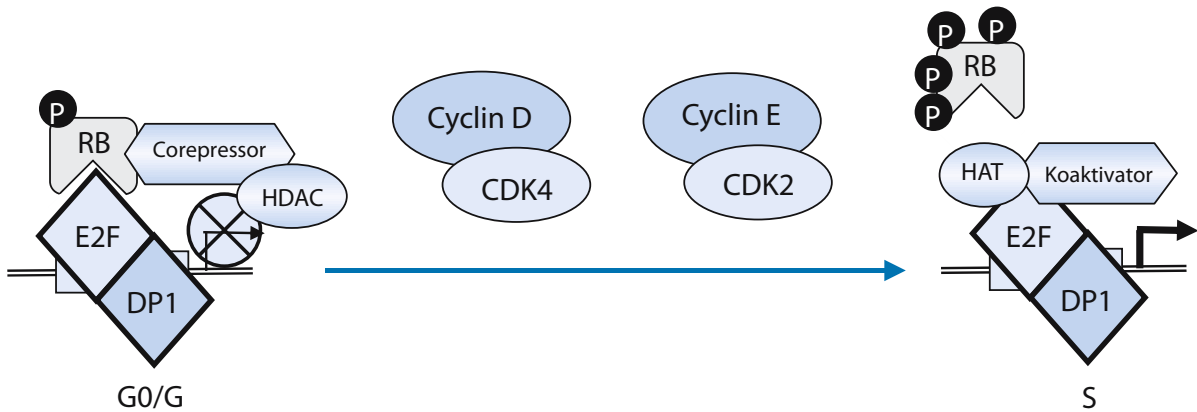 P
RB
Corepressor
HDAC
E2F
DP1
G0/G
Cyclin D
CDK4
Cyclin E
CDK2
P
P
P
P
RB
HAT
Koaktivator
E2F
DP1
S